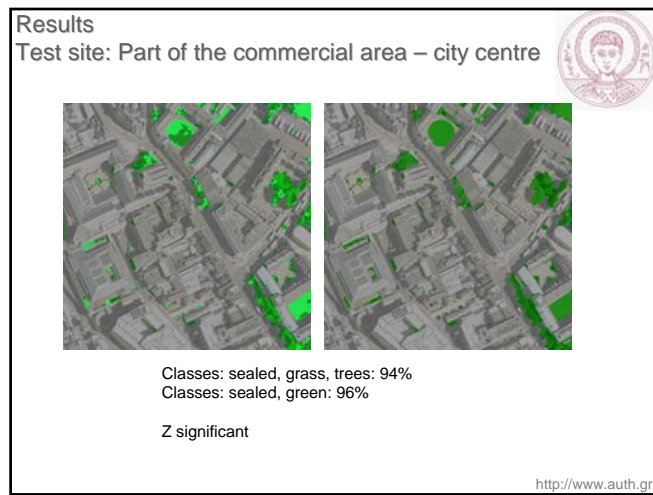 Results
Test site: Part of the commercial area – city centre
Classes: sealed, grass, trees: 94%
Classes: sealed, green: 96%
Z significant
http://www.auth.gr